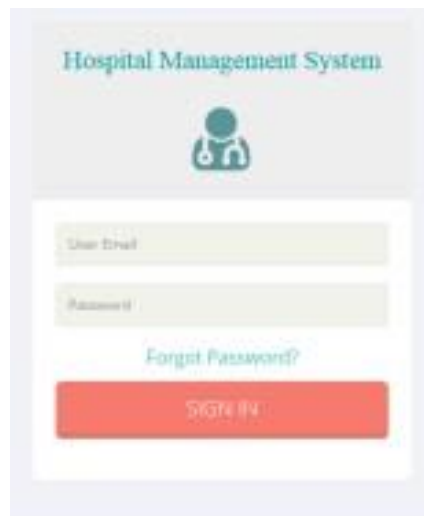 Hospital Management System
User Email
Password
Forgot Password?
SIGN IN